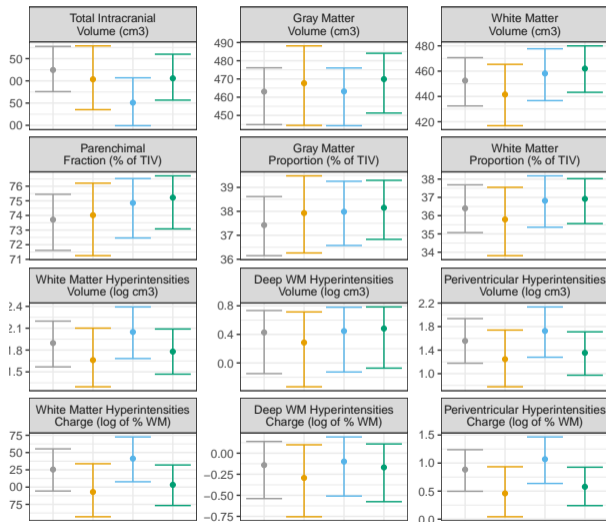 Total Intracranial
Volume (cm3)
50
00
50
00
Gray Matter
Volume (cm3)
490
480
470
460
450
White Matter
Volume (cm3)
480
460
440
420
Parenchimal
Fraction (% of TIV)
76
75
74
73
72
71
Gray Matter
Proportion (% of TIV)
39
38
37
36
White Matter
Proportion (% of TIV)
38
37
36
35
34
White Matter Hyperintensities
Volume (log cm3)
2.4
2.1
1.8
1.5
Deep WM Hyperintensities
Volume (log cm3)
0.8
0.4
0.0
Periventricular Hyperintensities
Volume (log cm3)
2.2
1.8
1.4
1.0
White Matter Hyperintensities
Charge (log of % WM)
75
50
25
00
75
Deep WM Hyperintensities
Charge (log of % WM)
0.00
−0.25
−0.50
−0.75
Periventricular Hyperintensities
Charge (log of % WM)
1.5
1.0
0.5
0.0